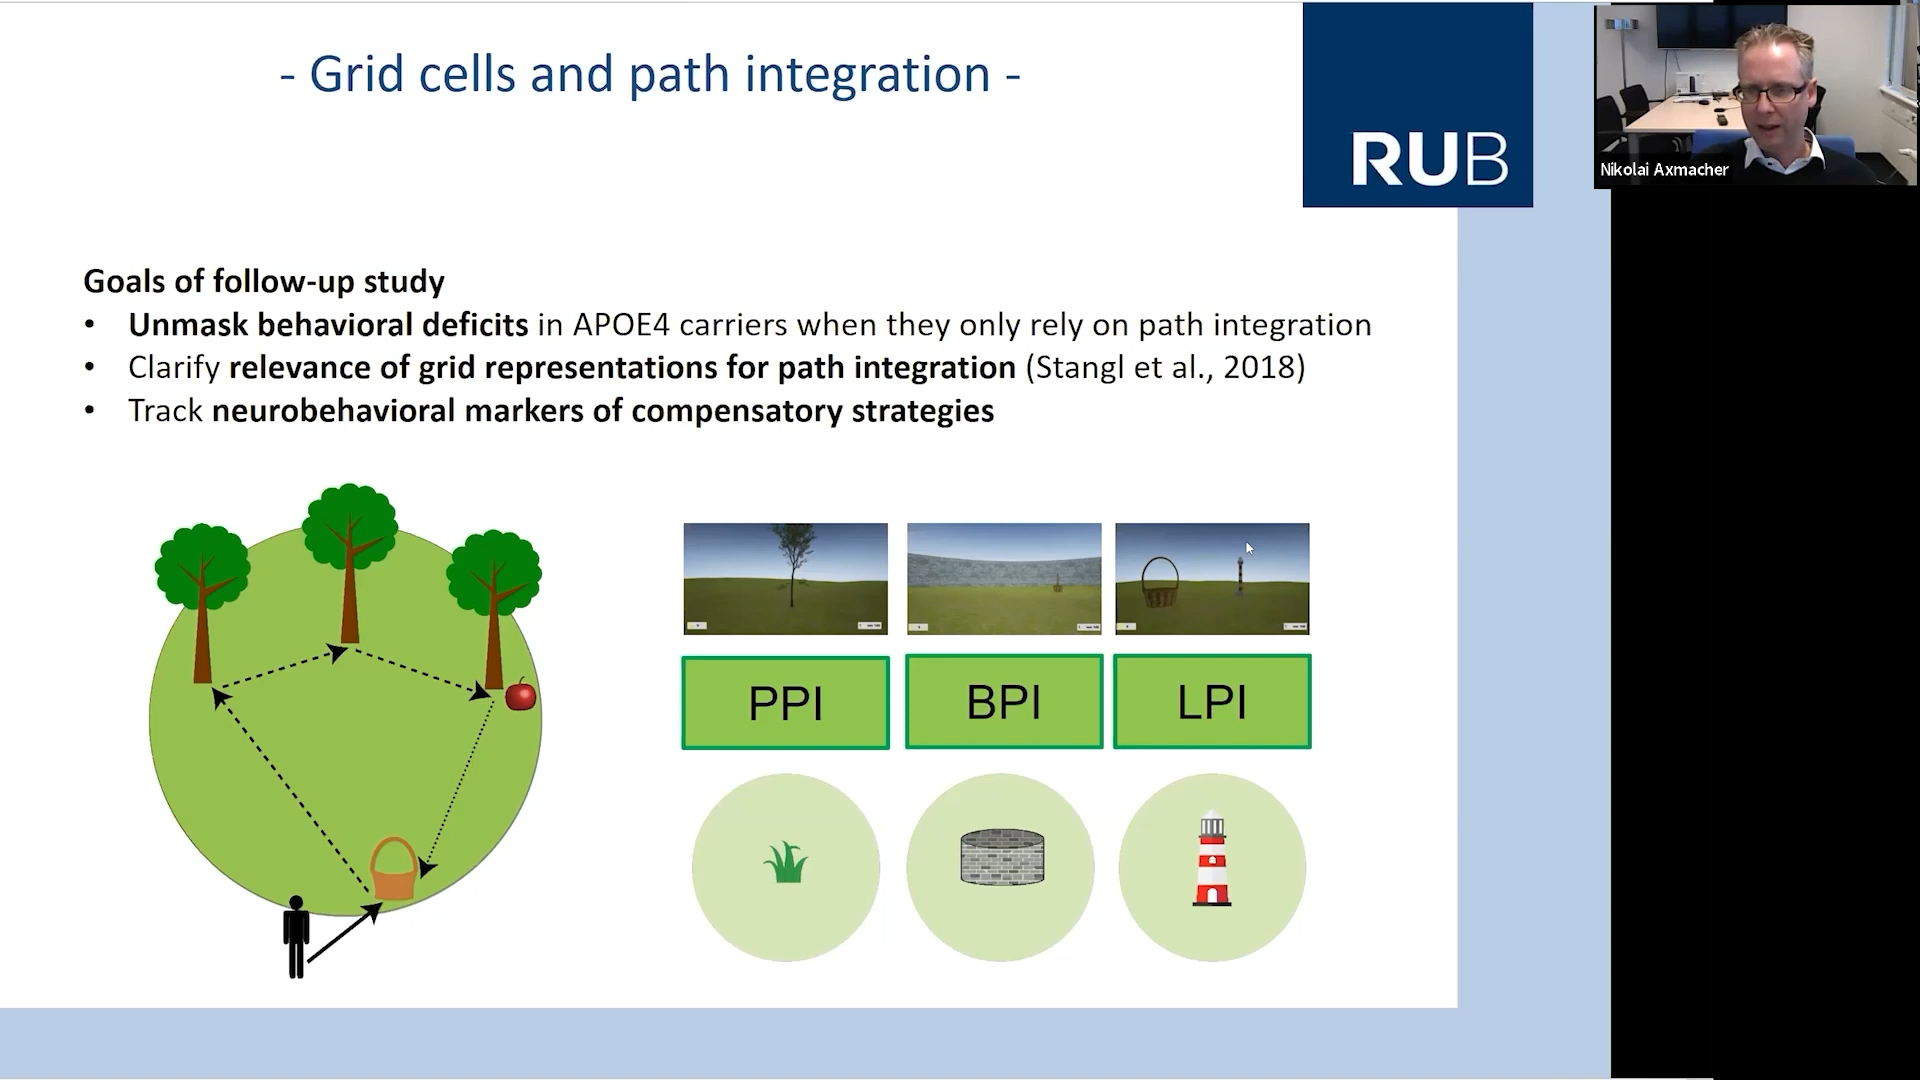 - Grid cells and path integration -
RUB
Nikolai Axmacher
Goals of follow-up study
• Unmask behavioral deficits in APOE4 carriers when they only rely on path integration
• Clarify relevance of grid representations for path integration (Stangl et al., 2018)
• Track neurobehavioral markers of compensatory strategies
PPI
BPI
LPI